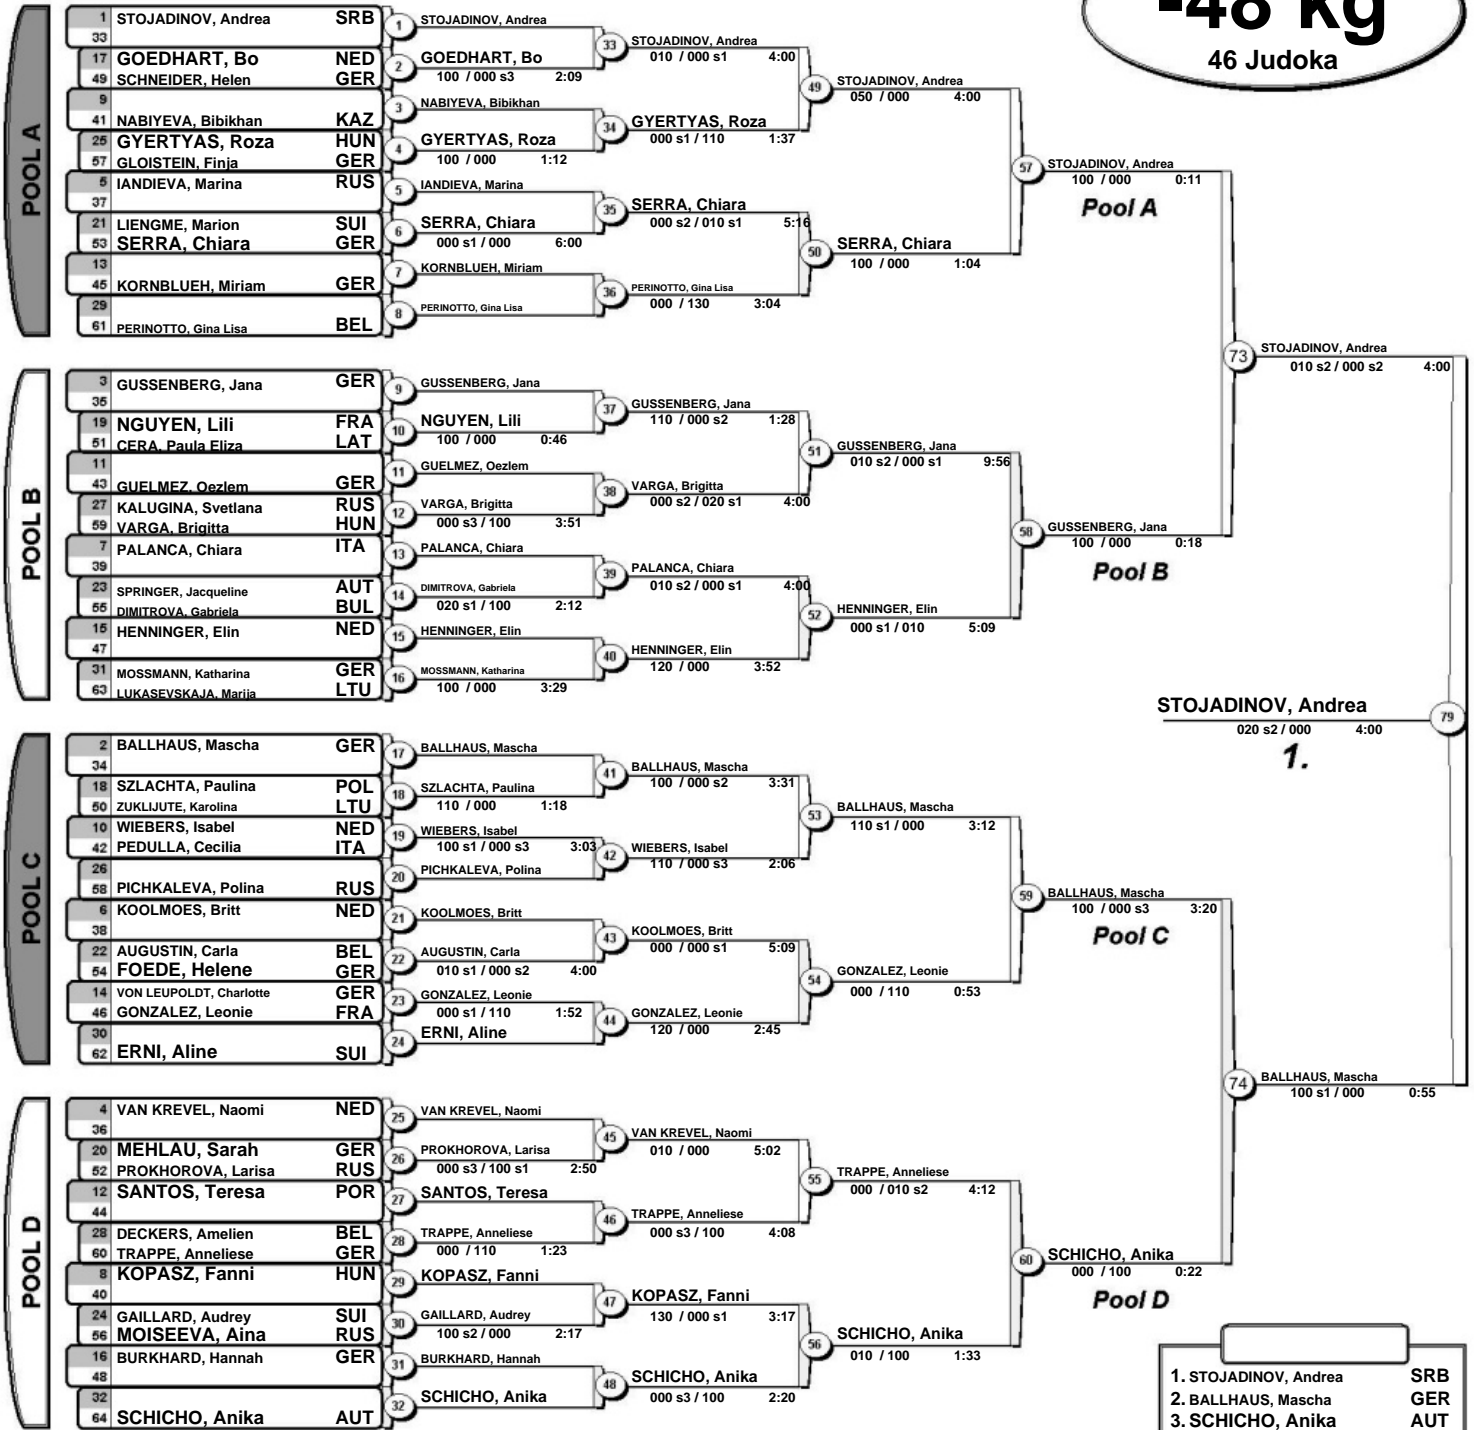 -48 kg
46 Judoka
POOL A
1 STOJADINOV, Andrea SRB
33
17 GOEDHART, Bo NED
49 SCHNEIDER, Helen GER
9
41 NABIYEVA, Bibikhan KAZ
25 GYERTYAS, Roza HUN
57 GLOISTEIN, Finja GER
5 IANDIEVA, Marina RUS
37
21 LIENGME, Marion SUI
53 SERRA, Chiara GER
13
45 KORNBLUEH, Miriam GER
29
61 PERINOTTO, Gina Lisa BEL
1 STOJADINOV, Andrea
2 GOEDHART, Bo
100 / 000 s3 2:09
3 NABIYEVA, Bibikhan
4 GYERTYAS, Roza
100 / 000 1:12
5 IANDIEVA, Marina
6 SERRA, Chiara
000 s1 / 000 6:00
7 KORNBLUEH, Miriam
8 PERINOTTO, Gina Lisa
33 STOJADINOV, Andrea
010 / 000 s1 4:00
34 GYERTYAS, Roza
000 s1 / 110 1:37
35 SERRA, Chiara
000 s2 / 010 s1 5:16
36 PERINOTTO, Gina Lisa
000 / 130 3:04
49 STOJADINOV, Andrea
050 / 000 4:00
50 SERRA, Chiara
100 / 000 1:04
57 STOJADINOV, Andrea
100 / 000 0:11
Pool A
POOL B
3 GUSSENBERG, Jana GER
35
19 NGUYEN, Lili FRA
51 CERA, Paula Eliza LAT
11
43 GUELMEZ, Oezlem GER
27 KALUGINA, Svetlana RUS
59 VARGA, Brigitta HUN
7 PALANCA, Chiara ITA
39
23 SPRINGER, Jacqueline AUT
55 DIMITROVA, Gabriela BUL
15 HENNINGER, Elin NED
47
31 MOSSMANN, Katharina GER
63 LUKASEVSKAJA, Marija LTU
9 GUSSENBERG, Jana
10 NGUYEN, Lili
100 / 000 0:46
11 GUELMEZ, Oezlem
12 VARGA, Brigitta
000 s3 / 100 3:51
13 PALANCA, Chiara
14 DIMITROVA, Gabriela
020 s1 / 100 2:12
15 HENNINGER, Elin
16 MOSSMANN, Katharina
100 / 000 3:29
37 GUSSENBERG, Jana
110 / 000 s2 1:28
38 VARGA, Brigitta
000 s2 / 020 s1 4:00
39 PALANCA, Chiara
010 s2 / 000 s1 4:00
40 HENNINGER, Elin
120 / 000 3:52
51 GUSSENBERG, Jana
010 s2 / 000 s1 9:56
52 HENNINGER, Elin
000 s1 / 010 5:09
58 GUSSENBERG, Jana
100 / 000 0:18
Pool B
73 STOJADINOV, Andrea
010 s2 / 000 s2 4:00
STOJADINOV, Andrea 79
020 s2 / 000 4:00
1.
POOL C
2 BALLHAUS, Mascha GER
34
18 SZLACHTA, Paulina POL
50 ZUKLIJUTE, Karolina LTU
10 WIEBERS, Isabel NED
42 PEDULLA, Cecilia ITA
26
58 PICHKALEVA, Polina RUS
6 KOOLMOES, Britt NED
38
22 AUGUSTIN, Carla BEL
54 FOEDE, Helene GER
14 VON LEUPOLDT, Charlotte GER
46 GONZALEZ, Leonie FRA
30
62 ERNI, Aline SUI
17 BALLHAUS, Mascha
18 SZLACHTA, Paulina
110 / 000 1:18
19 WIEBERS, Isabel
100 s1 / 000 s3 3:03
20 PICHKALEVA, Polina
21 KOOLMOES, Britt
22 AUGUSTIN, Carla
010 s1 / 000 s2 4:00
23 GONZALEZ, Leonie
000 s1 / 110 1:52
24 ERNI, Aline
41 BALLHAUS, Mascha
100 / 000 s2 3:31
42 WIEBERS, Isabel
110 / 000 s3 2:06
43 KOOLMOES, Britt
000 / 000 s1 5:09
44 GONZALEZ, Leonie
120 / 000 2:45
53 BALLHAUS, Mascha
110 s1 / 000 3:12
54 GONZALEZ, Leonie
000 / 110 0:53
59 BALLHAUS, Mascha
100 / 000 s3 3:20
Pool C
POOL D
4 VAN KREVEL, Naomi NED
36
20 MEHLAU, Sarah GER
52 PROKHOROVA, Larisa RUS
12 SANTOS, Teresa POR
44
28 DECKERS, Amelien BEL
60 TRAPPE, Anneliese GER
8 KOPASZ, Fanni HUN
40
24 GAILLARD, Audrey SUI
56 MOISEEVA, Aina RUS
16 BURKHARD, Hannah GER
48
32
64 SCHICHO, Anika AUT
25 VAN KREVEL, Naomi
26 PROKHOROVA, Larisa
000 s3 / 100 s1 2:50
27 SANTOS, Teresa
28 TRAPPE, Anneliese
000 / 110 1:23
29 KOPASZ, Fanni
30 GAILLARD, Audrey
100 s2 / 000 2:17
31 BURKHARD, Hannah
32 SCHICHO, Anika
45 VAN KREVEL, Naomi
010 / 000 5:02
46 TRAPPE, Anneliese
000 s3 / 100 4:08
47 KOPASZ, Fanni
130 / 000 s1 3:17
48 SCHICHO, Anika
000 s3 / 100 2:20
55 TRAPPE, Anneliese
000 / 010 s2 4:12
56 SCHICHO, Anika
010 / 100 1:33
60 SCHICHO, Anika
000 / 100 0:22
Pool D
74 BALLHAUS, Mascha
100 s1 / 000 0:55
1. STOJADINOV, Andrea SRB
2. BALLHAUS, Mascha GER
3. SCHICHO, Anika AUT